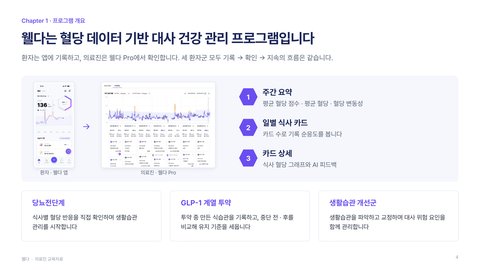 Chapter 1 · 프로그램 개요
웰다는 혈당 데이터 기반 대사 건강 관리 프로그램입니다
환자는 앱에 기록하고, 의료진은 웰다 Pro에서 확인합니다. 세 환자군 모두 기록 → 확인 → 지속의 흐름은 같습니다.
136
→
환자 · 웰다 앱
의료진 · 웰다 Pro
1
주간 요약
평균 혈당 점수 · 평균 혈당 · 혈당 변동성
2
일별 식사 카드
카드 수로 기록 순응도를 봅니다
3
카드 상세
식사 혈당 그래프와 AI 피드백
당뇨전단계
식사별 혈당 반응을 직접 확인하며 생활습관
관리를 시작합니다
GLP-1 계열 투약
투약 중 만든 식습관을 기록하고, 중단 전 · 후를
비교해 유지 기준을 세웁니다
생활습관 개선군
생활습관을 파악하고 교정하며 대사 위험 요인을
함께 관리합니다
웰다 · 의료진 교육자료
4